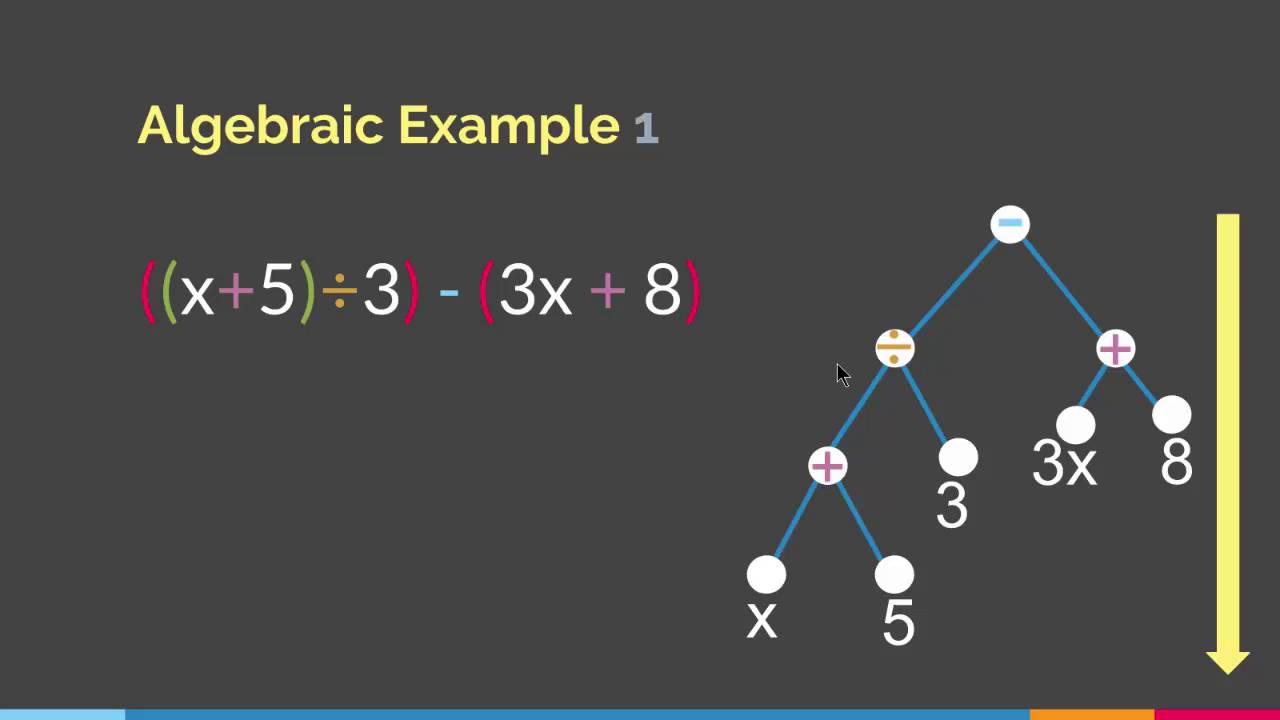 Algebraic Example 1
((x+5)÷3) - (3x + 8)
-
÷ +
+ 3 3x 8
x 5